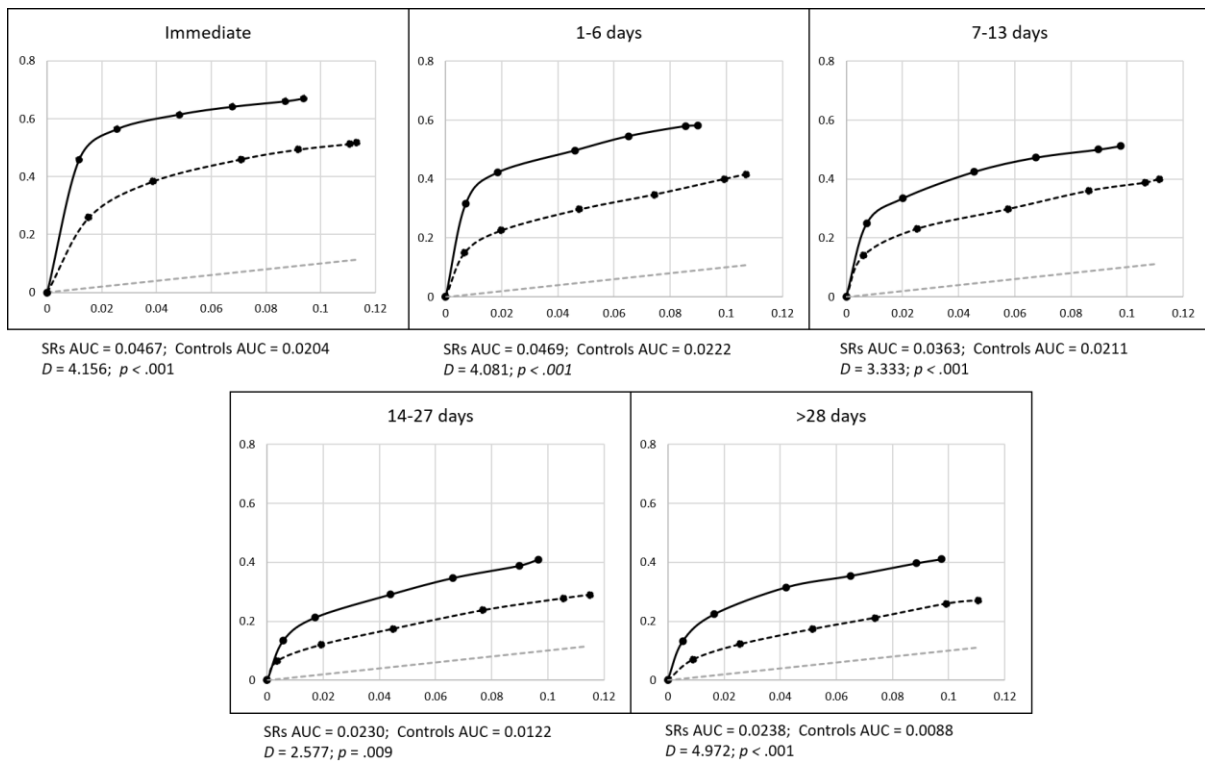 Immediate
0.8
0.6
0.4
0.2
0
0 0.02 0.04 0.06 0.08 0.1 0.12
SRs AUC = 0.0467; Controls AUC = 0.0204
D = 4.156; p < .001
1-6 days
0.8
0.6
0.4
0.2
0
0 0.02 0.04 0.06 0.08 0.1 0.12
SRs AUC = 0.0469; Controls AUC = 0.0222
D = 4.081; p < .001
7-13 days
0.8
0.6
0.4
0.2
0
0 0.02 0.04 0.06 0.08 0.1 0.12
SRs AUC = 0.0363; Controls AUC = 0.0211
D = 3.333; p < .001
14-27 days
0.8
0.6
0.4
0.2
0
0 0.02 0.04 0.06 0.08 0.1 0.12
SRs AUC = 0.0230; Controls AUC = 0.0122
D = 2.577; p = .009
>28 days
0.8
0.6
0.4
0.2
0
0 0.02 0.04 0.06 0.08 0.1 0.12
SRs AUC = 0.0238; Controls AUC = 0.0088
D = 4.972; p < .001